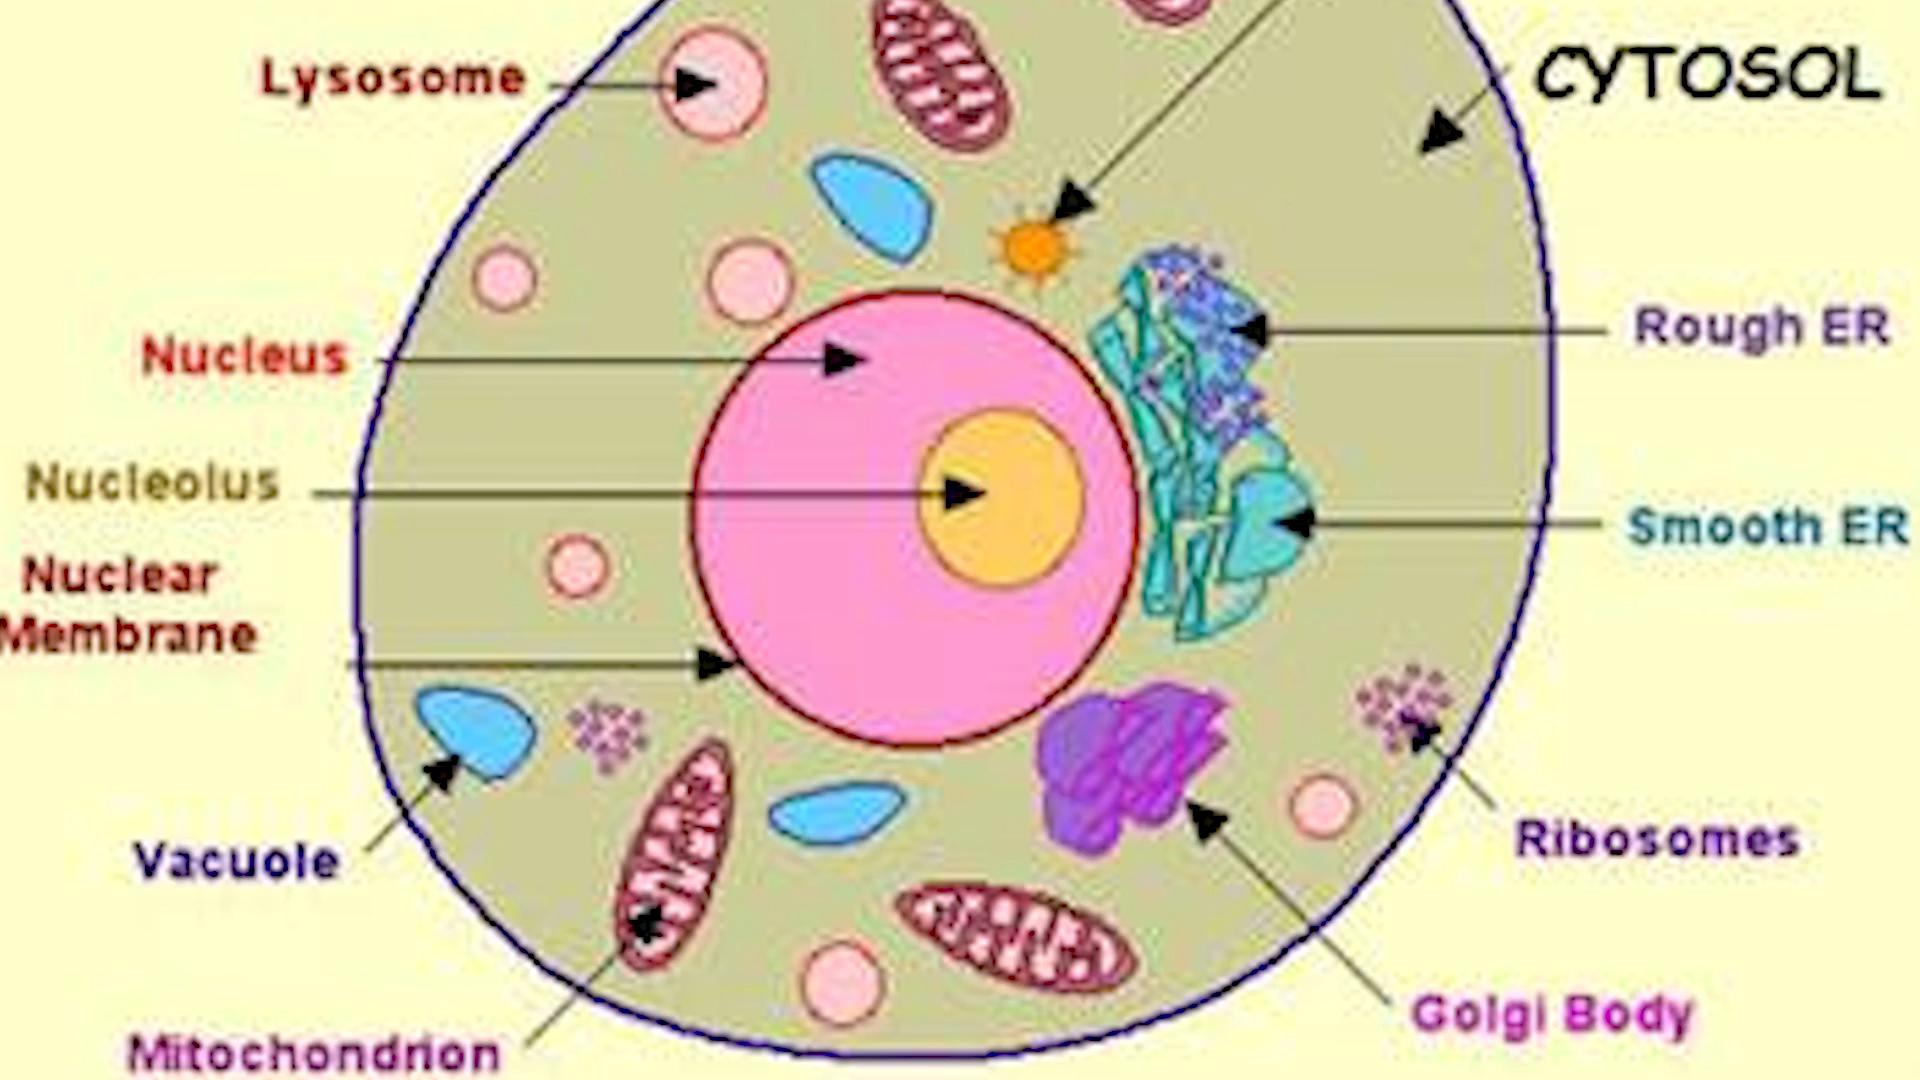 Lysosome
CYTOSOL
Nucleus
Rough ER
Nucleolus
Smooth ER
Nuclear
Membrane
Vacuole
Ribosomes
Golgi Body
Mitochondrion